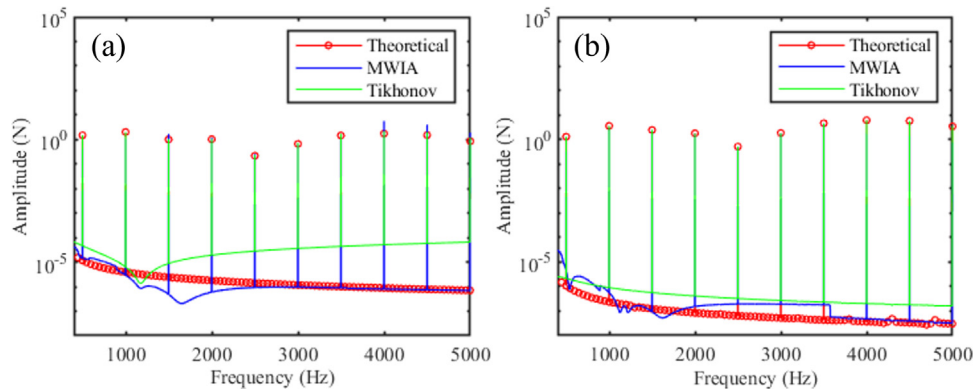 (a)
Theoretical
MWIA
Tikhonov
10^5
10^0
10^-5
Amplitude (N)
1000 2000 3000 4000 5000
Frequency (Hz)
(b)
Theoretical
MWIA
Tikhonov
10^5
10^0
10^-5
Amplitude (N)
1000 2000 3000 4000 5000
Frequency (Hz)